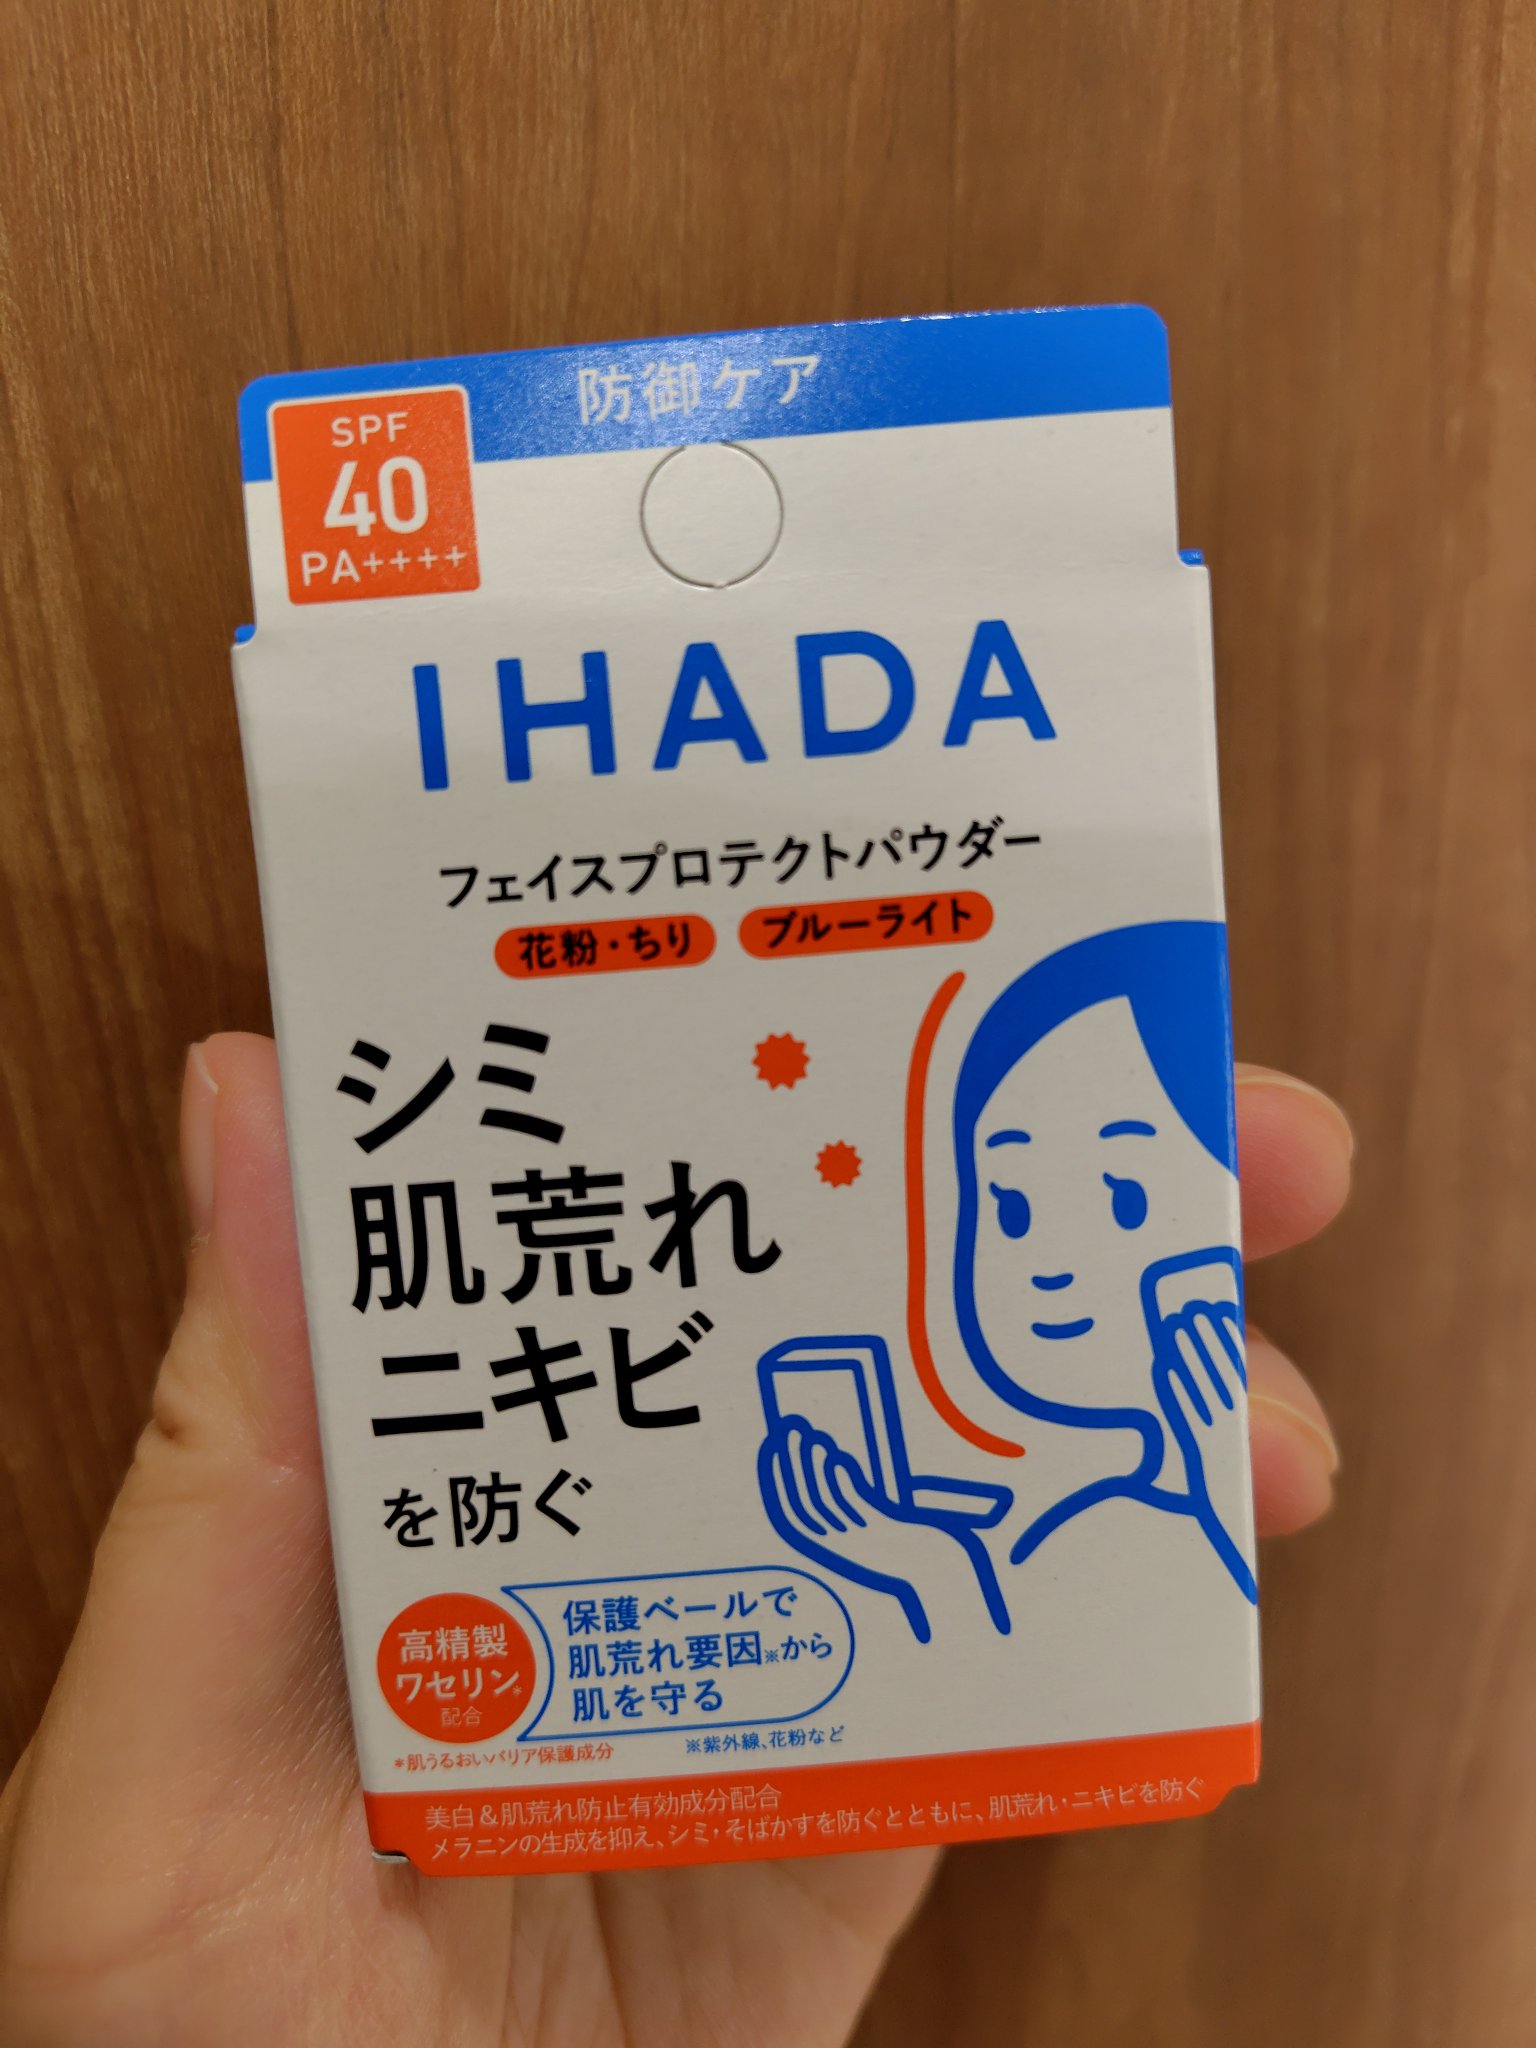 防御ケア
SPF
40
PA++++
IHADA
フェイスプロテクトパウダー
花粉・ちり ブルーライト
シミ
肌荒れ
ニキビ
を防ぐ
高精製
ワセリン*
配合
保護ベールで
肌荒れ要因※から
肌を守る
*肌うるおいバリア保護成分
※紫外線、花粉など
美白&肌荒れ防止有効成分配合
メラニンの生成を抑え、シミ・そばかすを防ぐとともに、肌荒れ・ニキビを防ぐ